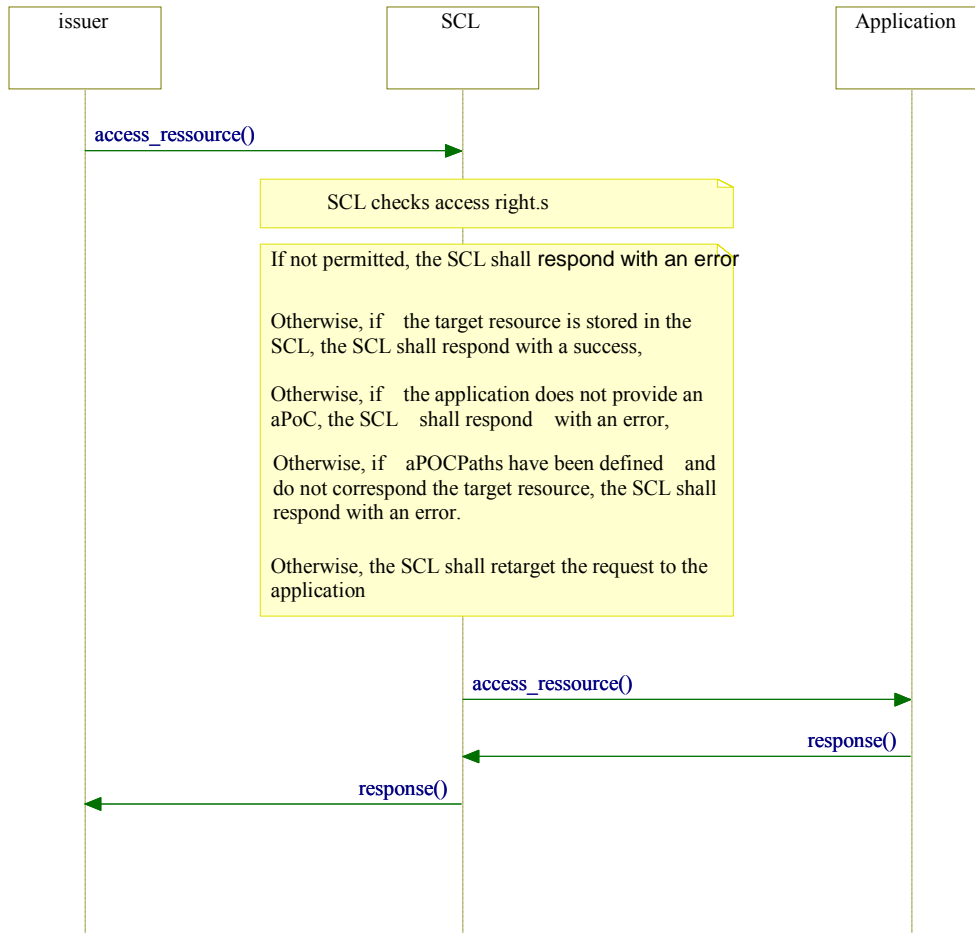 issuer
SCL
Application
access_ressource()
SCL checks access right.s
If not permitted, the SCL shall respond with an error
Otherwise, if the target resource is stored in the
SCL, the SCL shall respond with a success,
Otherwise, if the application does not provide an
aPoC, the SCL shall respond with an error,
Otherwise, if aPOCPaths have been defined and
do not correspond the target resource, the SCL shall
respond with an error.
Otherwise, the SCL shall retarget the request to the
application
access_ressource()
response()
response()